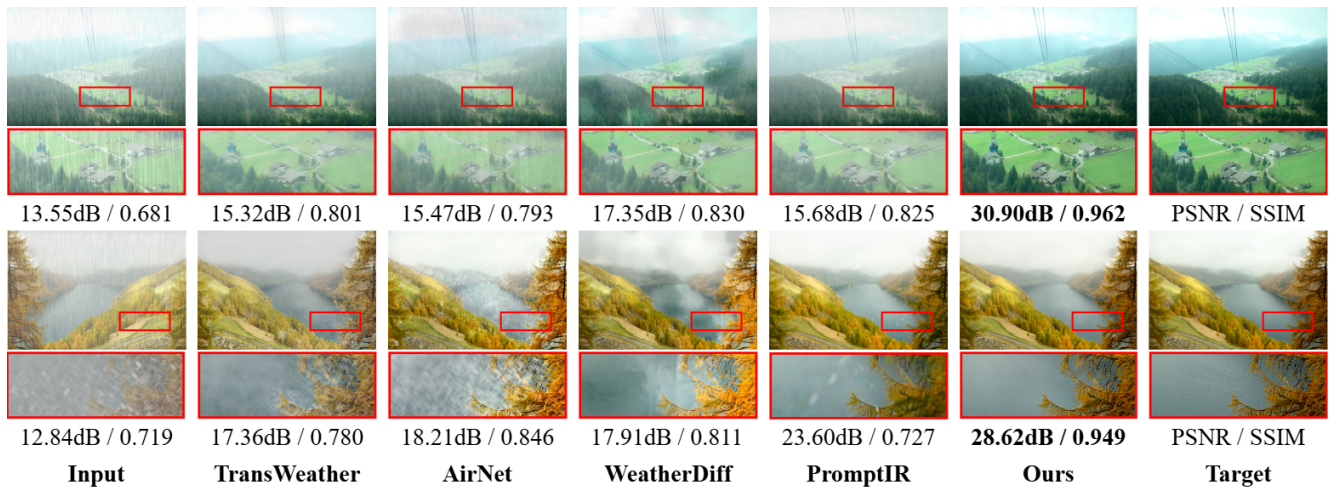 13.55dB / 0.681 15.32dB / 0.801 15.47dB / 0.793 17.35dB / 0.830 15.68dB / 0.825 30.90dB / 0.962 PSNR / SSIM
12.84dB / 0.719 17.36dB / 0.780 18.21dB / 0.846 17.91dB / 0.811 23.60dB / 0.727 28.62dB / 0.949 PSNR / SSIM
Input TransWeather AirNet WeatherDiff PromptIR Ours Target